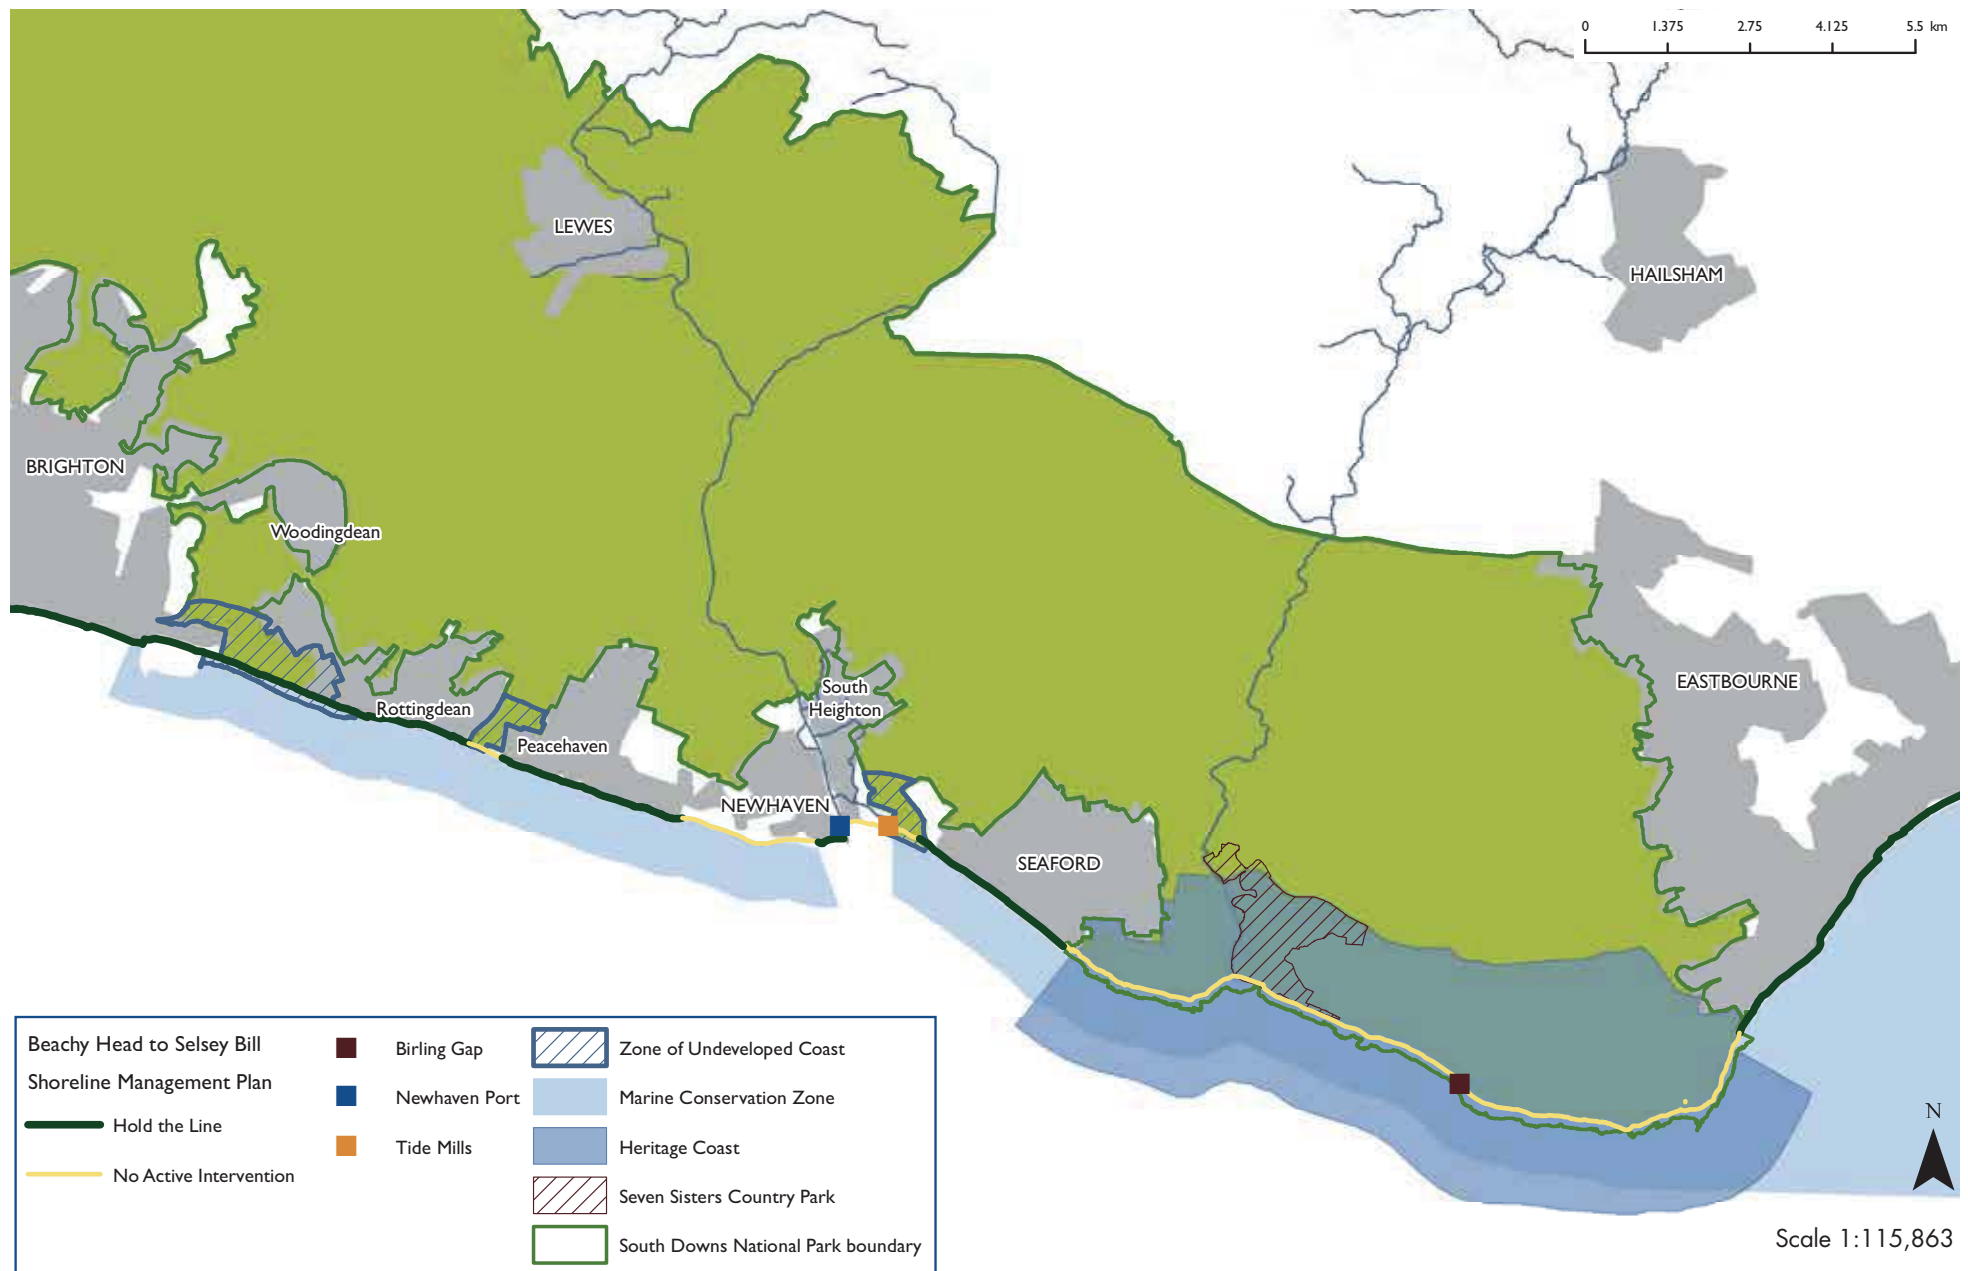 0 1.375 2.75 4.125 5.5 km
LEWES
HAILSHAM
BRIGHTON
Woodingdean
EASTBOURNE
South
Heighton
Rottingdean
Peacehaven
NEWHAVEN
SEAFORD
Beachy Head to Selsey Bill
Shoreline Management Plan
Hold the Line
No Active Intervention
Birling Gap
Newhaven Port
Tide Mills
Zone of Undeveloped Coast
Marine Conservation Zone
Heritage Coast
Seven Sisters Country Park
South Downs National Park boundary
N
Scale 1:115,863